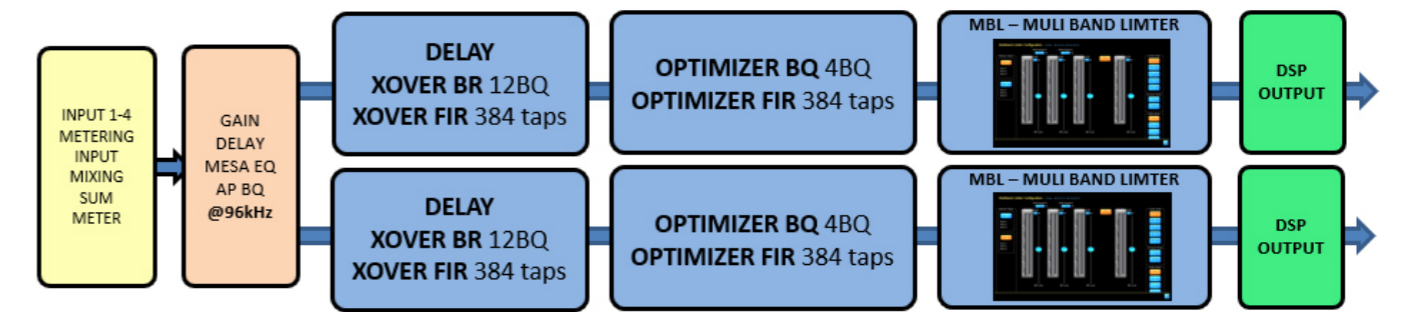 INPUT 1-4
METERING
INPUT
MIXING
SUM
METER
GAIN
DELAY
MESA EQ
AP BQ
@96kHz
DELAY
XOVER BR 12BQ
XOVER FIR 384 taps
OPTIMIZER BQ 4BQ
OPTIMIZER FIR 384 taps
MBL – MULI BAND LIMTER
DSP
OUTPUT
DELAY
XOVER BR 12BQ
XOVER FIR 384 taps
OPTIMIZER BQ 4BQ
OPTIMIZER FIR 384 taps
MBL – MULI BAND LIMTER
DSP
OUTPUT